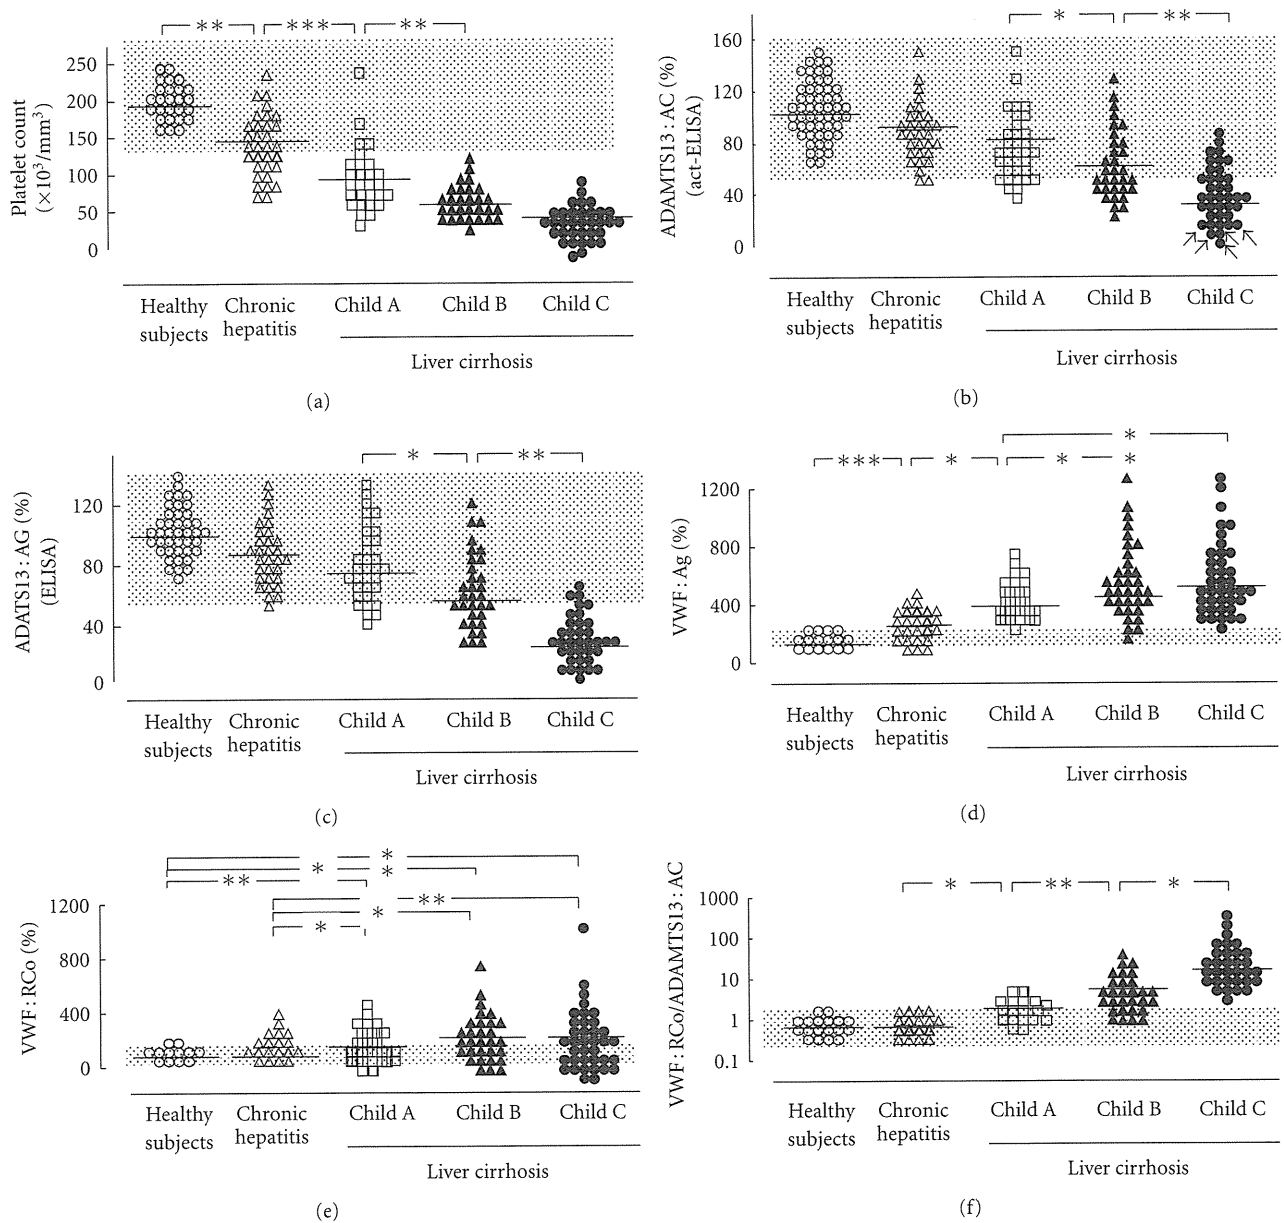 ** *** **
Platelet count
(×10³/mm³)
250
200
150
100
50
0
Healthy
subjects
Chronic
hepatitis
Child A
Child B
Child C
Liver cirrhosis
(a)
* **
ADAMTS13: AC (%)
(act-ELISA)
160
120
80
40
0
Healthy
subjects
Chronic
hepatitis
Child A
Child B
Child C
Liver cirrhosis
(b)
* **
ADATS13: AG (%)
(ELISA)
120
80
40
0
Healthy
subjects
Chronic
hepatitis
Child A
Child B
Child C
Liver cirrhosis
(c)
*
*** * * *
VWF: Ag (%)
1200
800
400
0
Healthy
subjects
Chronic
hepatitis
Child A
Child B
Child C
Liver cirrhosis
(d)
*
* *
**
**
*
*
VWF: RCo (%)
1200
800
400
0
Healthy
subjects
Chronic
hepatitis
Child A
Child B
Child C
Liver cirrhosis
(e)
* ** *
VWF: RCo/ADAMTS13: AC
1000
100
10
1
0.1
Healthy
subjects
Chronic
hepatitis
Child A
Child B
Child C
Liver cirrhosis
(f)